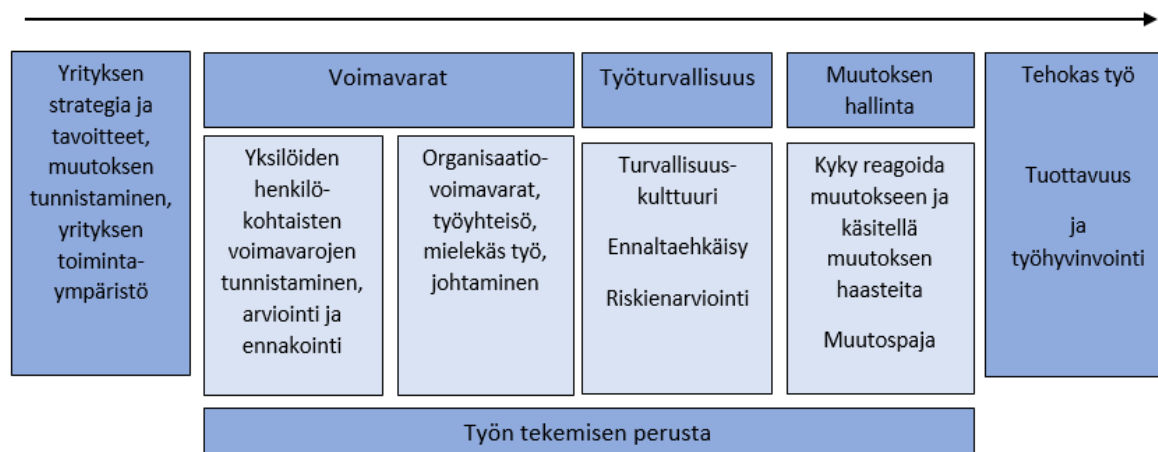 Yrityksen
strategia ja
tavoitteet,
muutoksen
tunnistaminen,
yrityksen
toiminta-
ympäristö
Voimavarat
Yksilöiden
henkilö-
kohtaisten
voimavarojen
tunnistaminen,
arviointi ja
ennakointi
Organisaatio-
voimavarat,
työyhteisö,
mielekäs työ,
johtaminen
Työturvallisuus
Turvallisuus-
kulttuuri
Ennaltaehkäisy
Riskienarviointi
Muutoksen
hallinta
Kyky reagoida
muutokseen ja
käsitellä
muutoksen
haasteita
Muutospaja
Tehokas työ
Tuottavuus
ja
työhyvinvointi
Työn tekemisen perusta